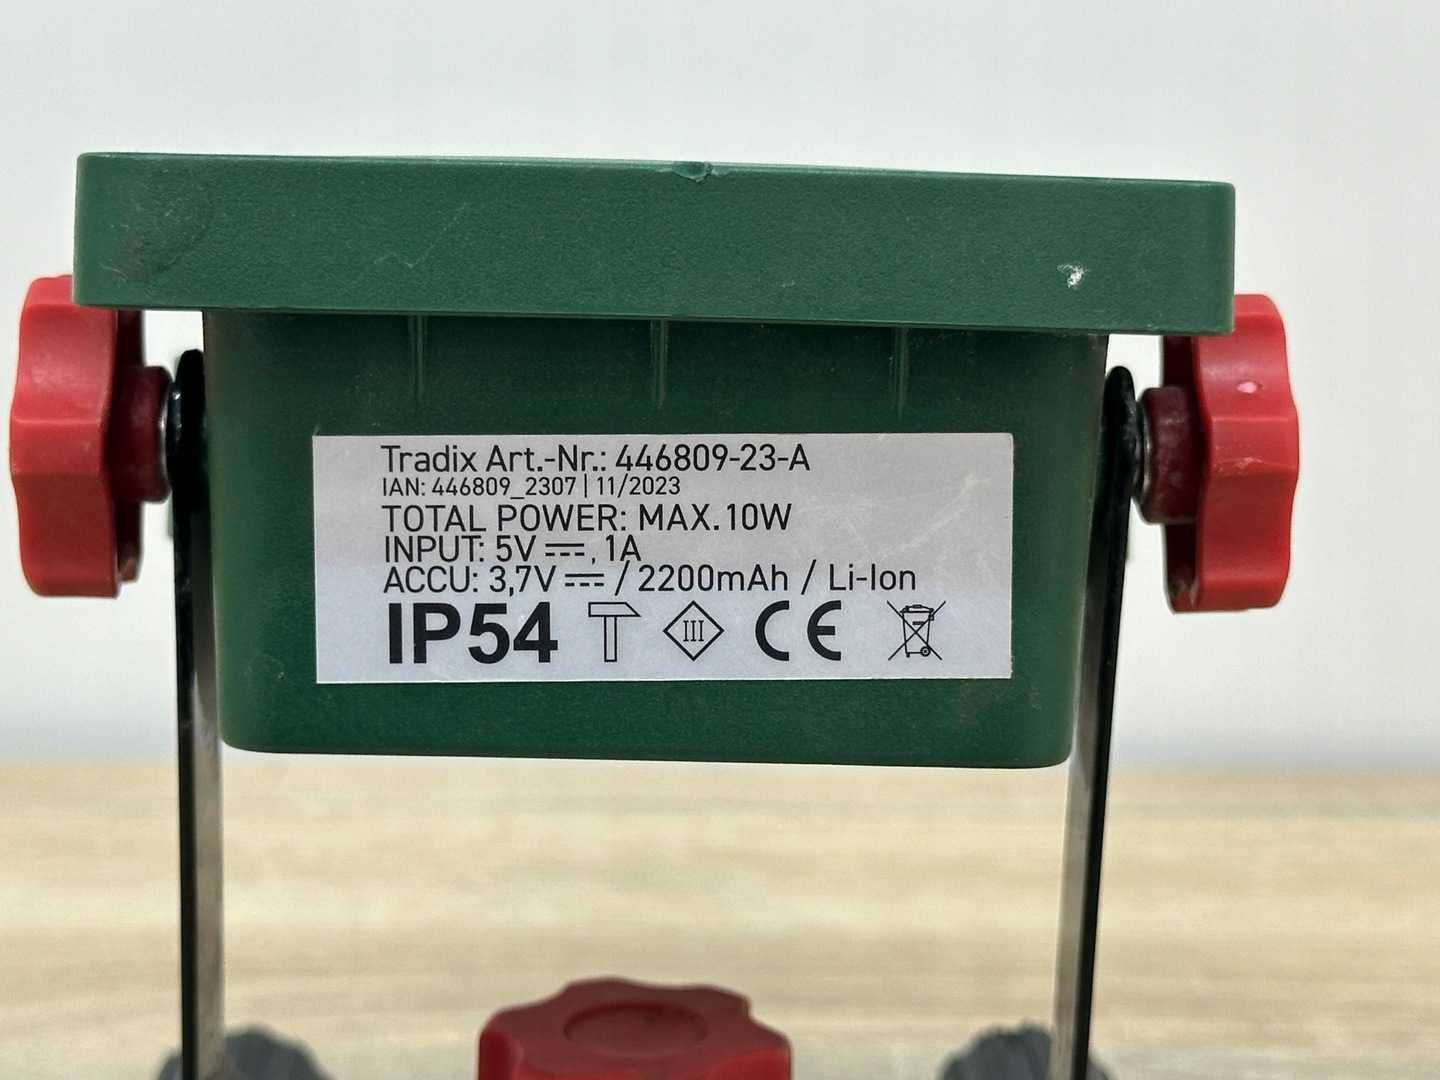 Tradix Art.-Nr.: 446809-23-A
IAN: 446809_2307 | 11/2023
TOTAL POWER: MAX. 10W
INPUT: 5V ⎓, 1A
ACCU: 3,7V ⎓ / 2200mAh / Li-Ion
IP54 III CE